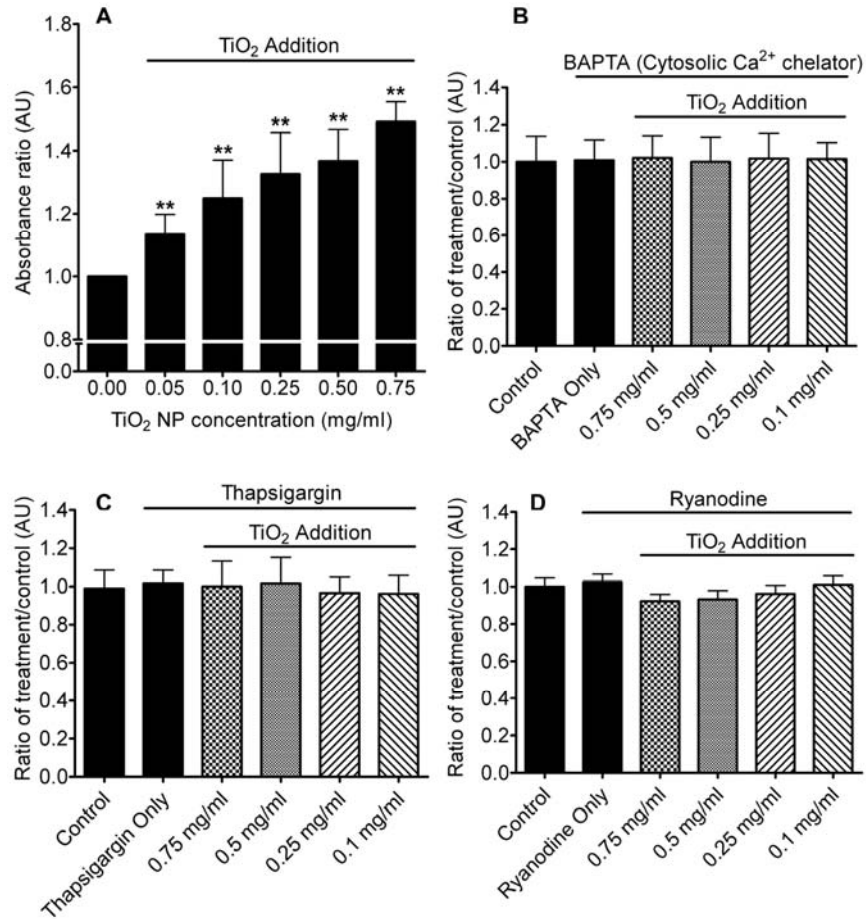 A
TiO2 Addition
Absorbance ratio (AU)
1.8
1.6
1.4
1.2
1.0
0.8
0.0
**
**
**
**
**
0.00 0.05 0.10 0.25 0.50 0.75
TiO2 NP concentration (mg/ml)
B
BAPTA (Cytosolic Ca2+ chelator)
TiO2 Addition
Ratio of treatment/control (AU)
1.4
1.2
1.0
0.8
0.6
0.4
0.2
0.0
Control
BAPTA Only
0.75 mg/ml
0.5 mg/ml
0.25 mg/ml
0.1 mg/ml
C
Thapsigargin
TiO2 Addition
Ratio of treatment/control (AU)
1.4
1.2
1.0
0.8
0.6
0.4
0.2
0.0
Control
Thapsigargin Only
0.75 mg/ml
0.5 mg/ml
0.25 mg/ml
0.1 mg/ml
D
Ryanodine
TiO2 Addition
Ratio of treatment/control (AU)
1.4
1.2
1.0
0.8
0.6
0.4
0.2
0.0
Control
Ryanodine Only
0.75 mg/ml
0.5 mg/ml
0.25 mg/ml
0.1 mg/ml